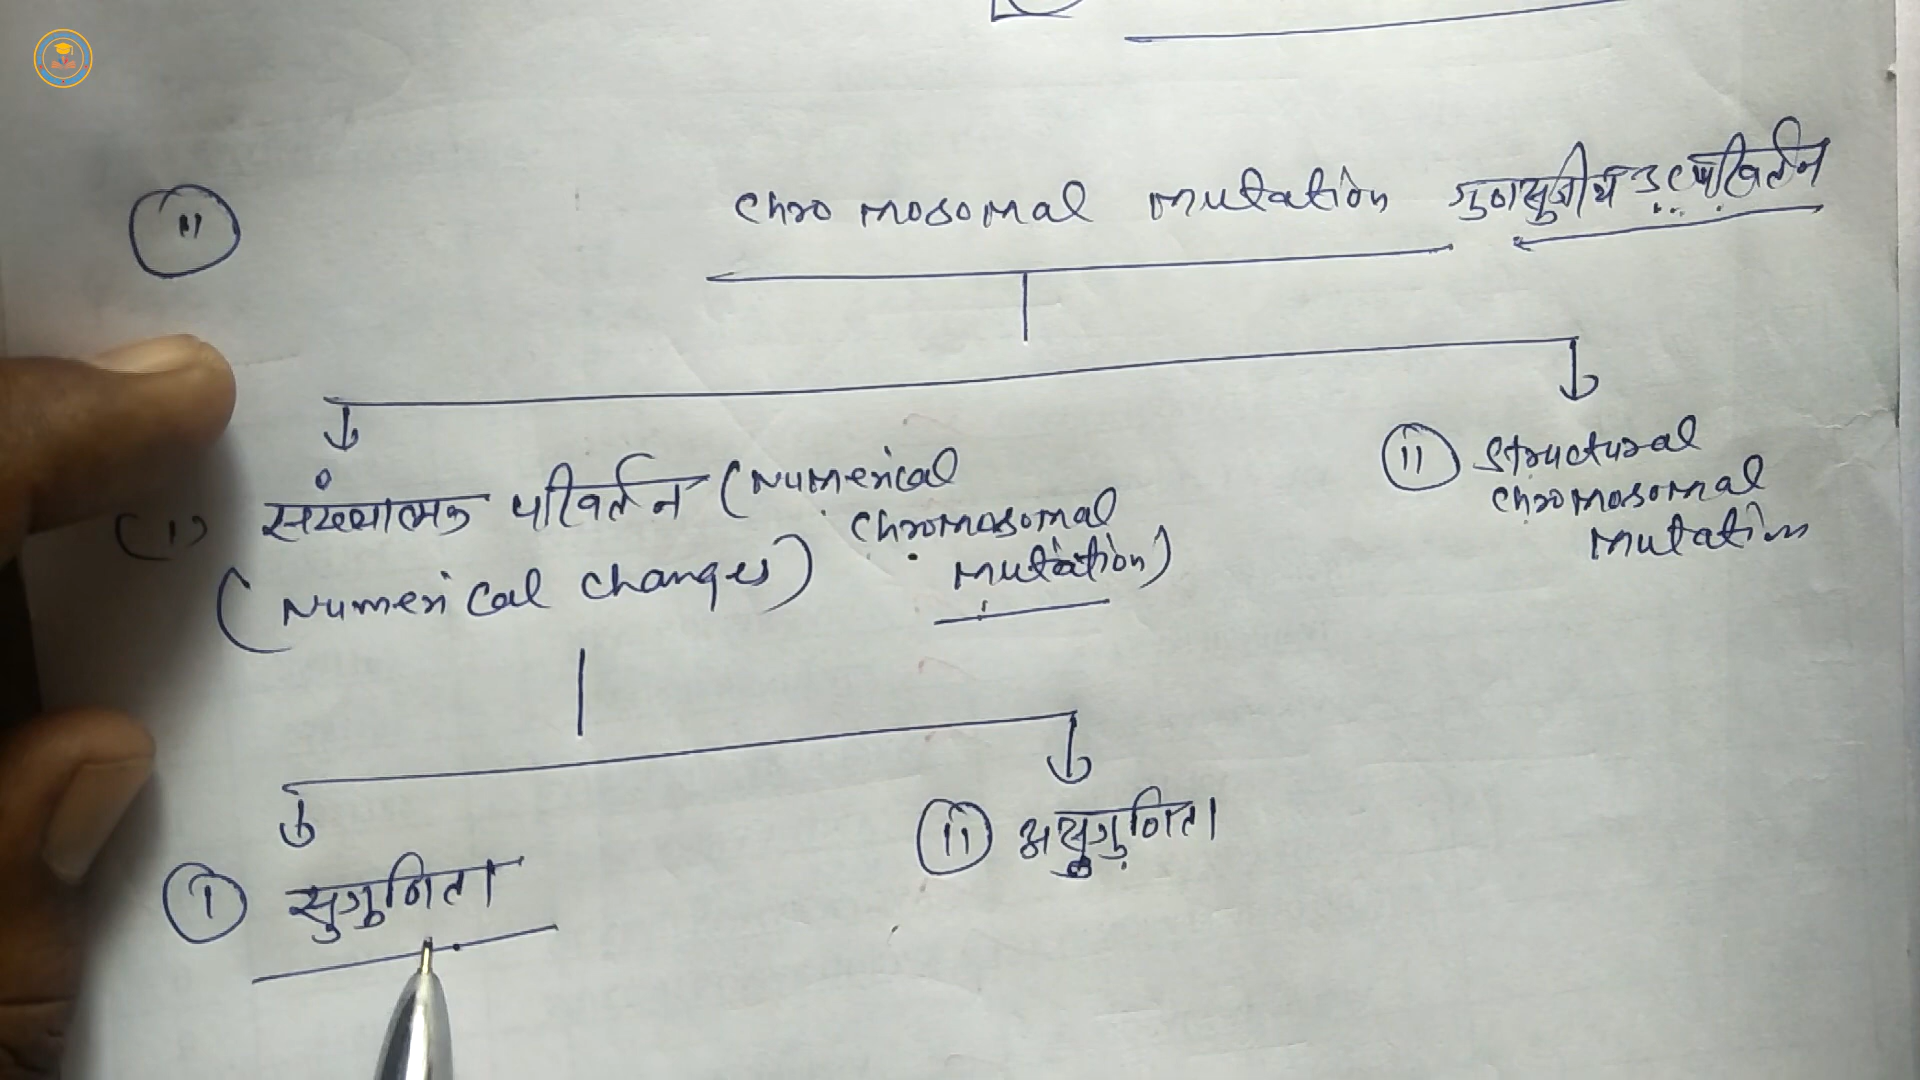 II chromosomal mutation गुणसूत्रीय उत्परिवर्तन
(I) संख्यात्मक परिवर्तन (Numerical chromosomal mutation)
(Numerical changes)
II Structural
chromosomal
mutation
I सुगुणिता
II असुगुणिता